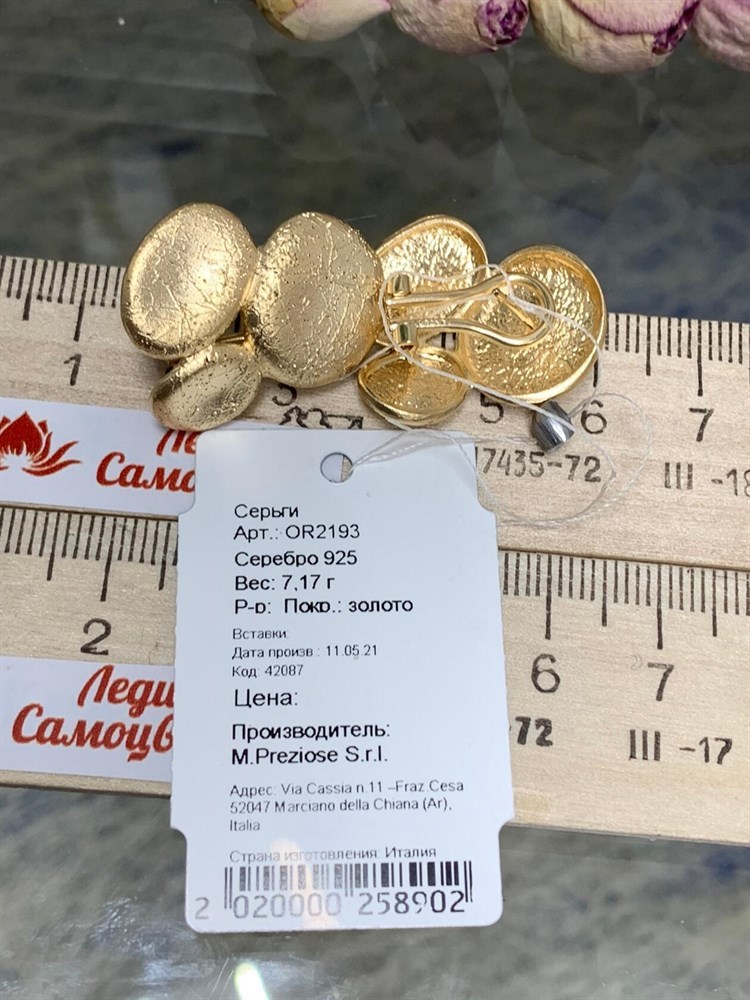 1
5
6
7
17435-72
III -18
Самоц
Серьги
Арт.: OR2193
Серебро 925
Вес: 7,17 г
Р-р: Покр.: золото
Вставки:
Дата произв.: 11.05.21
Код: 42087
Цена:
Производитель:
M.Preziose S.r.l.
Адрес: Via Cassia n.11 –Fraz.Cesa
52047 Marciano della Chiana (Ar),
Italia
Страна изготовления: Италия
2 020000 258902
2
6
7
Леди
Самоцв
72
III -17